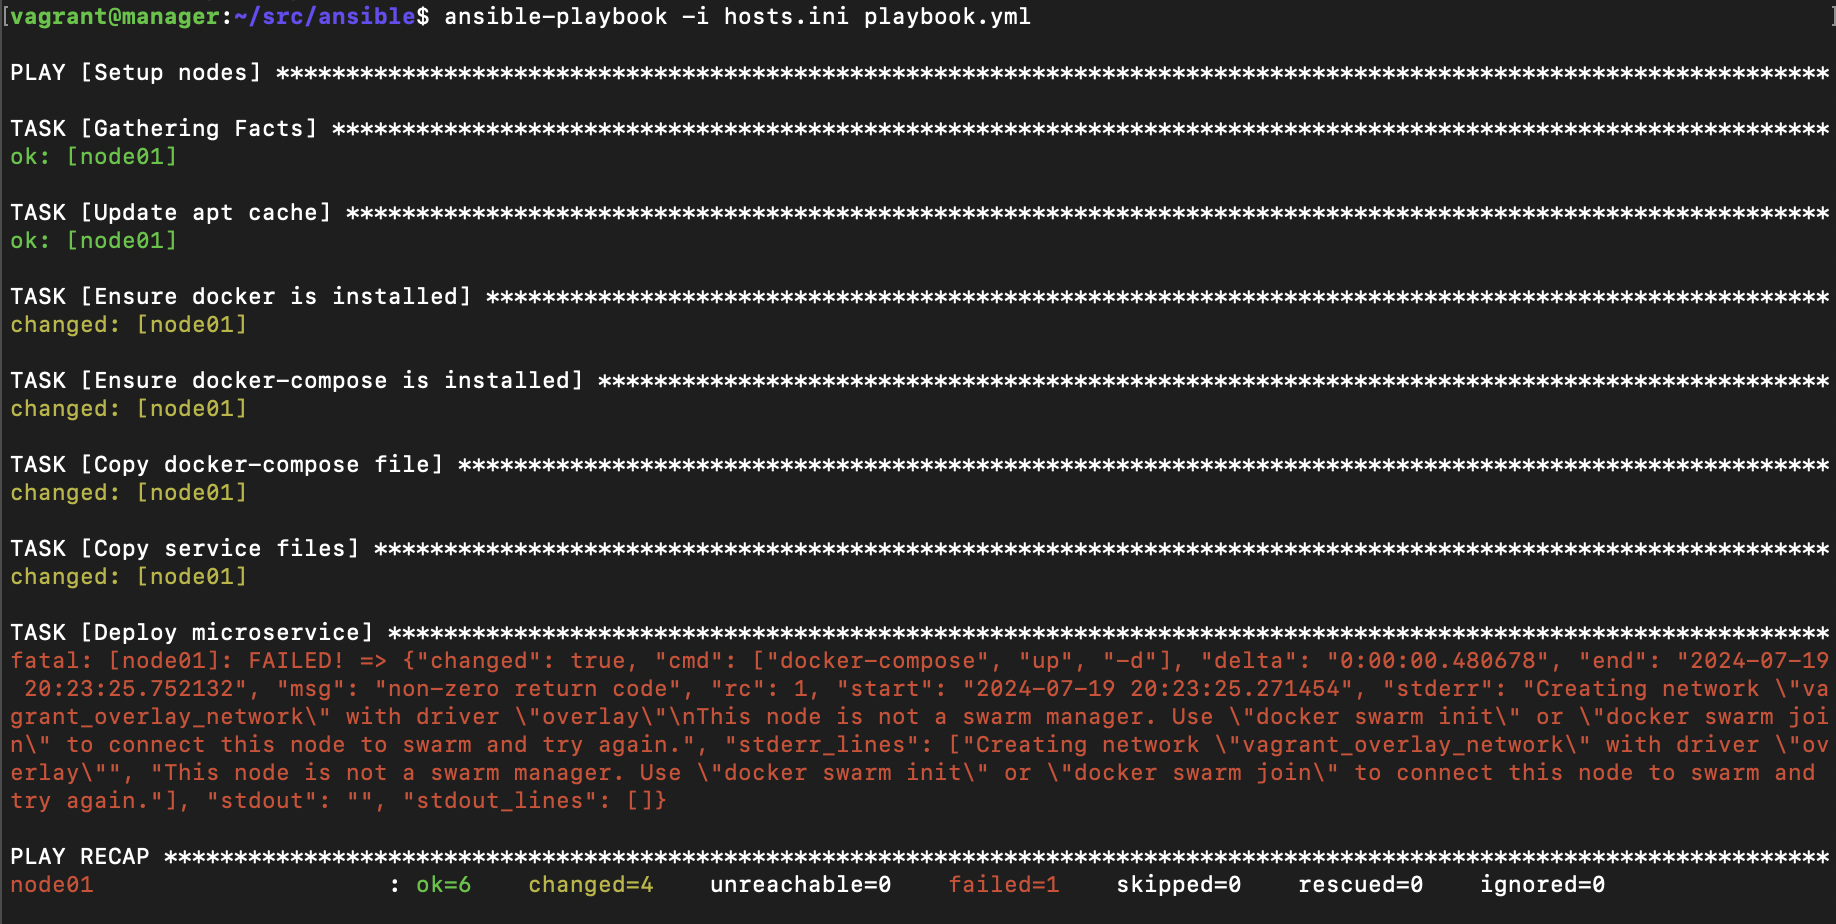 [vagrant@manager:~/src/ansible$ ansible-playbook -i hosts.ini playbook.yml ]

PLAY [Setup nodes] ***************************************************************************************************************

TASK [Gathering Facts] ***********************************************************************************************************
ok: [node01]

TASK [Update apt cache] **********************************************************************************************************
ok: [node01]

TASK [Ensure docker is installed] ************************************************************************************************
changed: [node01]

TASK [Ensure docker-compose is installed] ****************************************************************************************
changed: [node01]

TASK [Copy docker-compose file] **************************************************************************************************
changed: [node01]

TASK [Copy service files] ********************************************************************************************************
changed: [node01]

TASK [Deploy microservice] *******************************************************************************************************
fatal: [node01]: FAILED! => {"changed": true, "cmd": ["docker-compose", "up", "-d"], "delta": "0:00:00.480678", "end": "2024-07-19
 20:23:25.752132", "msg": "non-zero return code", "rc": 1, "start": "2024-07-19 20:23:25.271454", "stderr": "Creating network \"va
grant_overlay_network\" with driver \"overlay\"\nThis node is not a swarm manager. Use \"docker swarm init\" or \"docker swarm joi
n\" to connect this node to swarm and try again.", "stderr_lines": ["Creating network \"vagrant_overlay_network\" with driver \"ov
erlay\"", "This node is not a swarm manager. Use \"docker swarm init\" or \"docker swarm join\" to connect this node to swarm and 
try again."], "stdout": "", "stdout_lines": []}

PLAY RECAP ***********************************************************************************************************************
node01                     : ok=6    changed=4    unreachable=0    failed=1    skipped=0    rescued=0    ignored=0